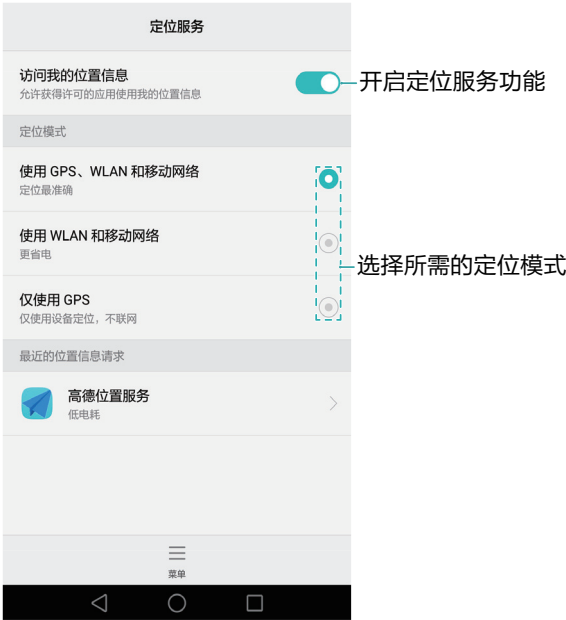 定位服务
访问我的位置信息
允许获得许可的应用使用我的位置信息
开启定位服务功能
定位模式
使用 GPS、WLAN 和移动网络
定位最准确
使用 WLAN 和移动网络
更省电
选择所需的定位模式
仅使用 GPS
仅使用设备定位，不联网
最近的位置信息请求
高德位置服务
低电耗
菜单